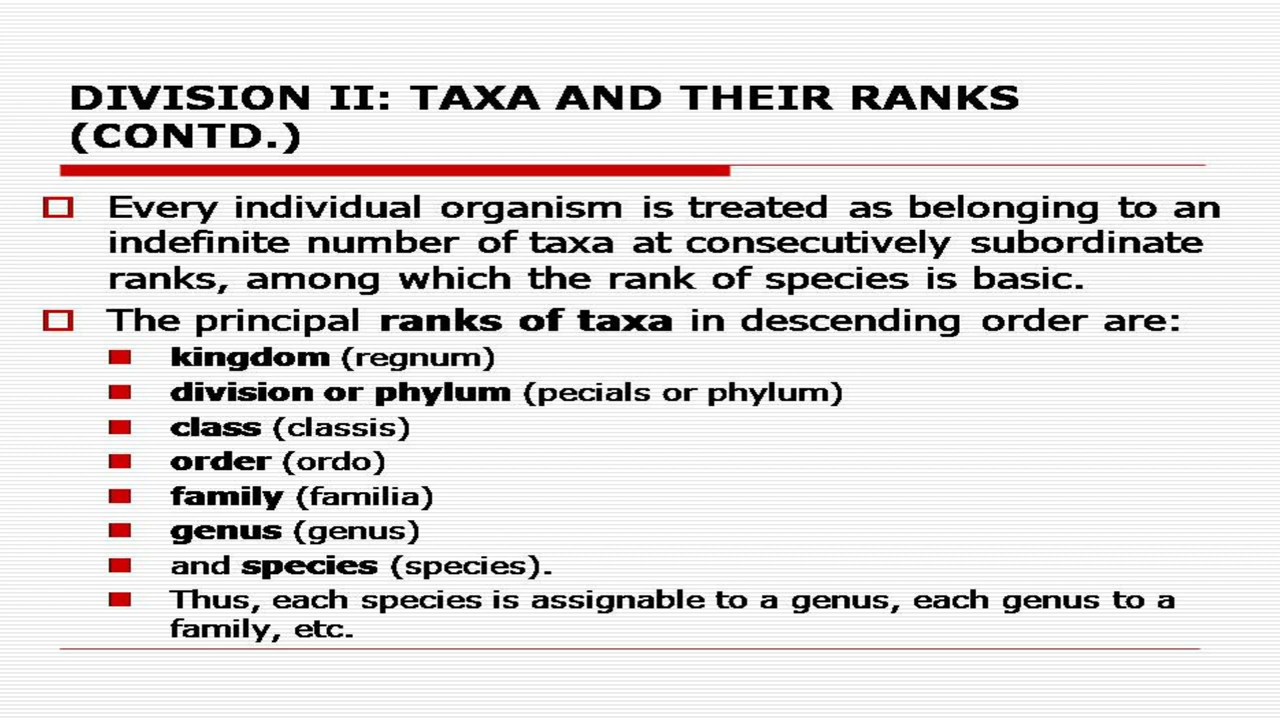 DIVISION II: TAXA AND THEIR RANKS
(CONTD.)
Every individual organism is treated as belonging to an
indefinite number of taxa at consecutively subordinate
ranks, among which the rank of species is basic.
The principal ranks of taxa in descending order are:
kingdom (regnum)
division or phylum (pecials or phylum)
class (classis)
order (ordo)
family (familia)
genus (genus)
and species (species).
Thus, each species is assignable to a genus, each genus to a
family, etc.